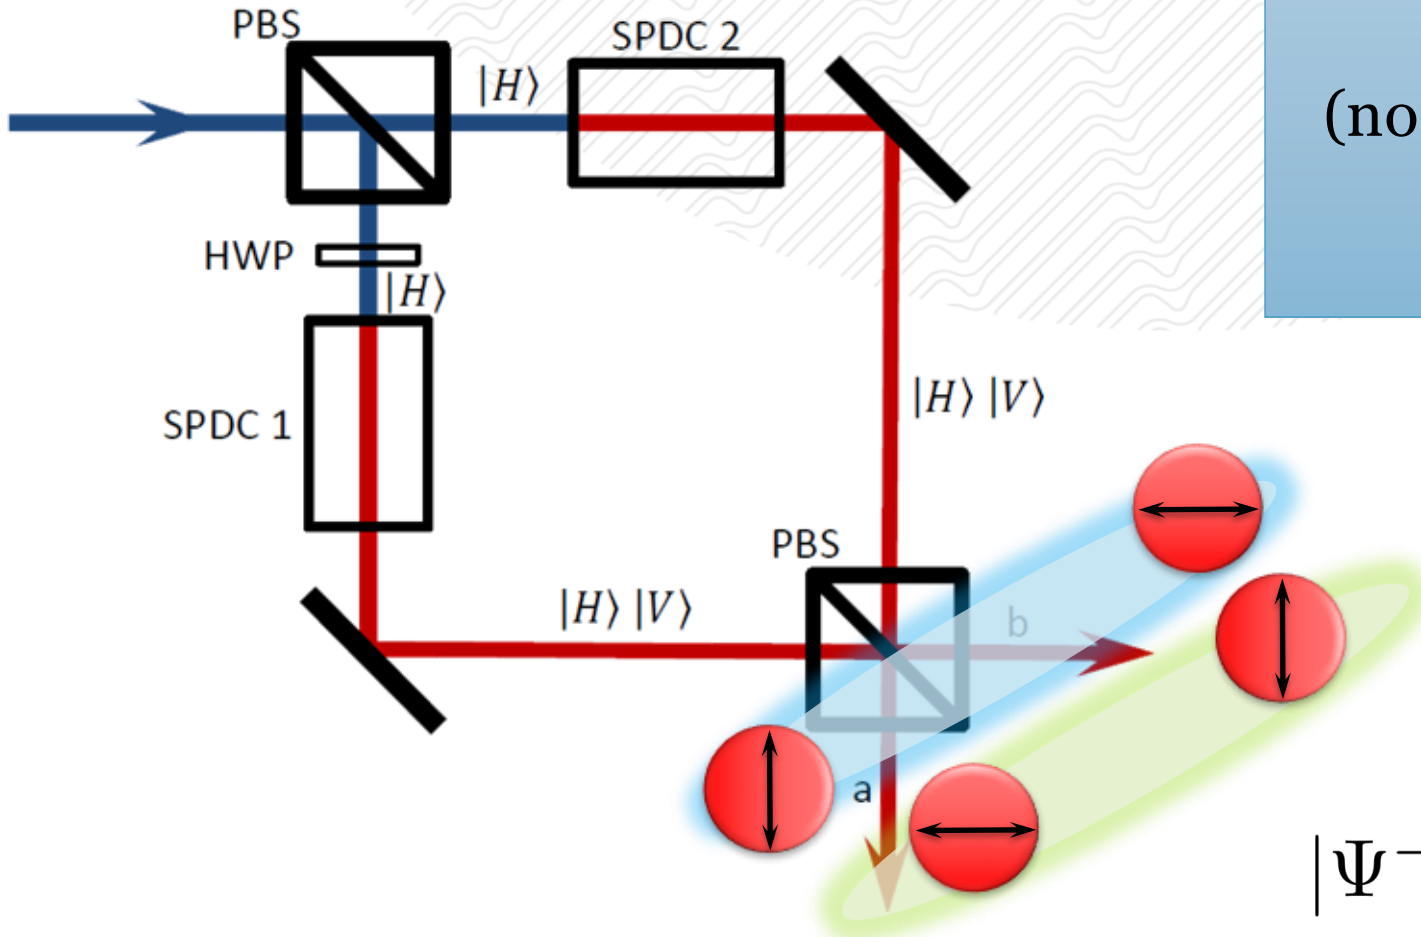 PBS
SPDC 2
|H⟩
(no
HWP
|H⟩
SPDC 1
|H⟩ |V⟩
PBS
|H⟩ |V⟩
b
a
|Ψ⁻